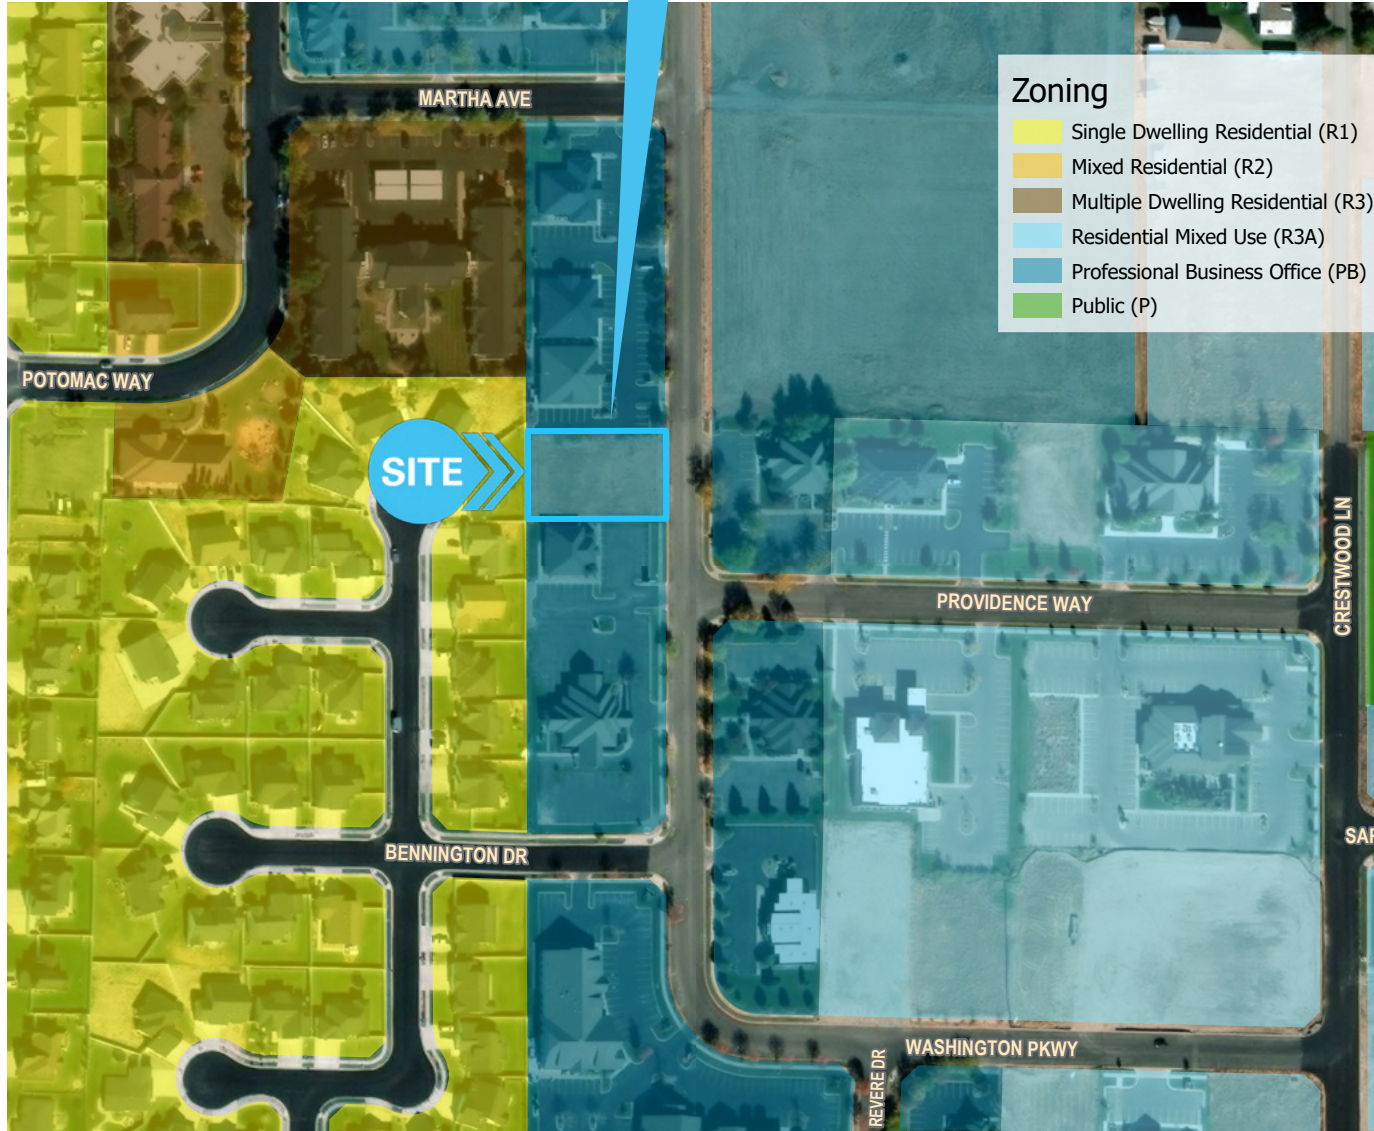 MARTHA AVE
Zoning
Single Dwelling Residential (R1)
Mixed Residential (R2)
Multiple Dwelling Residential (R3)
Residential Mixed Use (R3A)
Professional Business Office (PB)
Public (P)
POTOMAC WAY
SITE
CRESTWOOD LN
PROVIDENCE WAY
BENNINGTON DR
SAR
WASHINGTON PKWY
REVERE DR